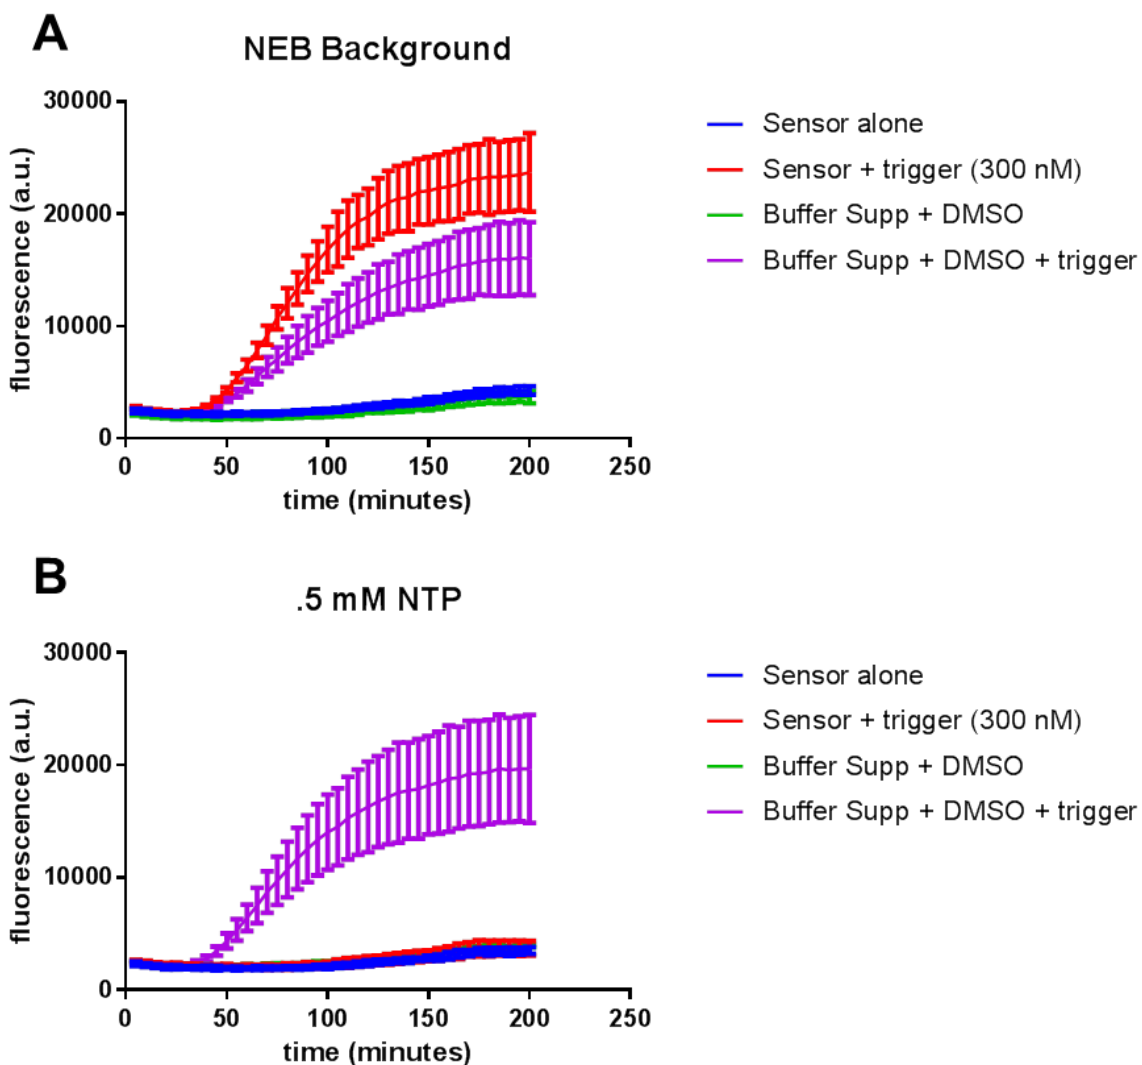 A
NEB Background
30000
20000
10000
0
fluorescence (a.u.)
0 50 100 150 200 250
time (minutes)
Sensor alone
Sensor + trigger (300 nM)
Buffer Supp + DMSO
Buffer Supp + DMSO + trigger
B
.5 mM NTP
30000
20000
10000
0
fluorescence (a.u.)
0 50 100 150 200 250
time (minutes)
Sensor alone
Sensor + trigger (300 nM)
Buffer Supp + DMSO
Buffer Supp + DMSO + trigger